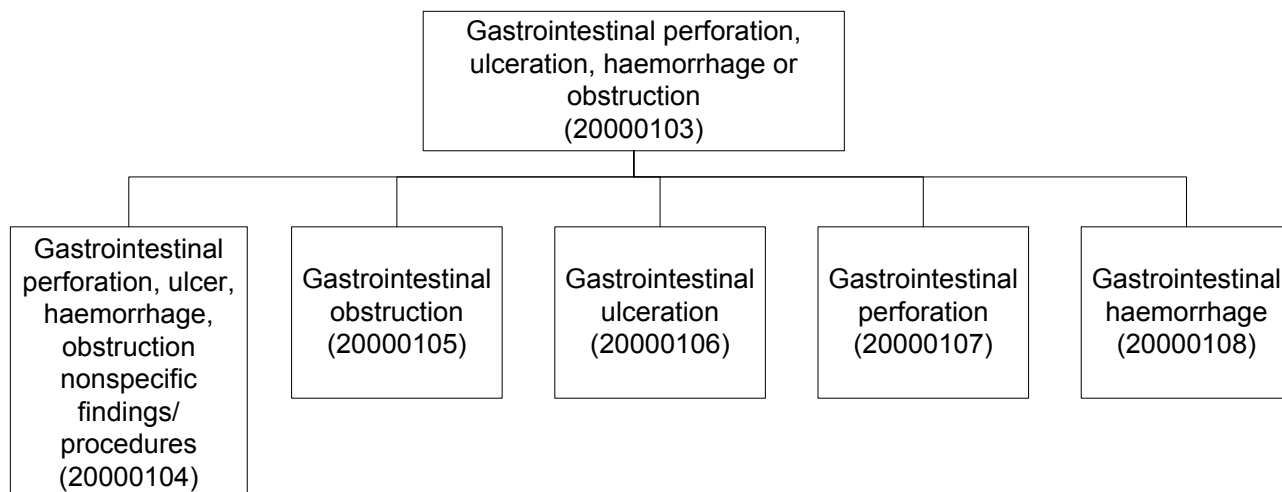 Gastrointestinal perforation,
ulceration, haemorrhage or
obstruction
(20000103)
Gastrointestinal
perforation, ulcer,
haemorrhage,
obstruction
nonspecific
findings/
procedures
(20000104)
Gastrointestinal
obstruction
(20000105)
Gastrointestinal
ulceration
(20000106)
Gastrointestinal
perforation
(20000107)
Gastrointestinal
haemorrhage
(20000108)